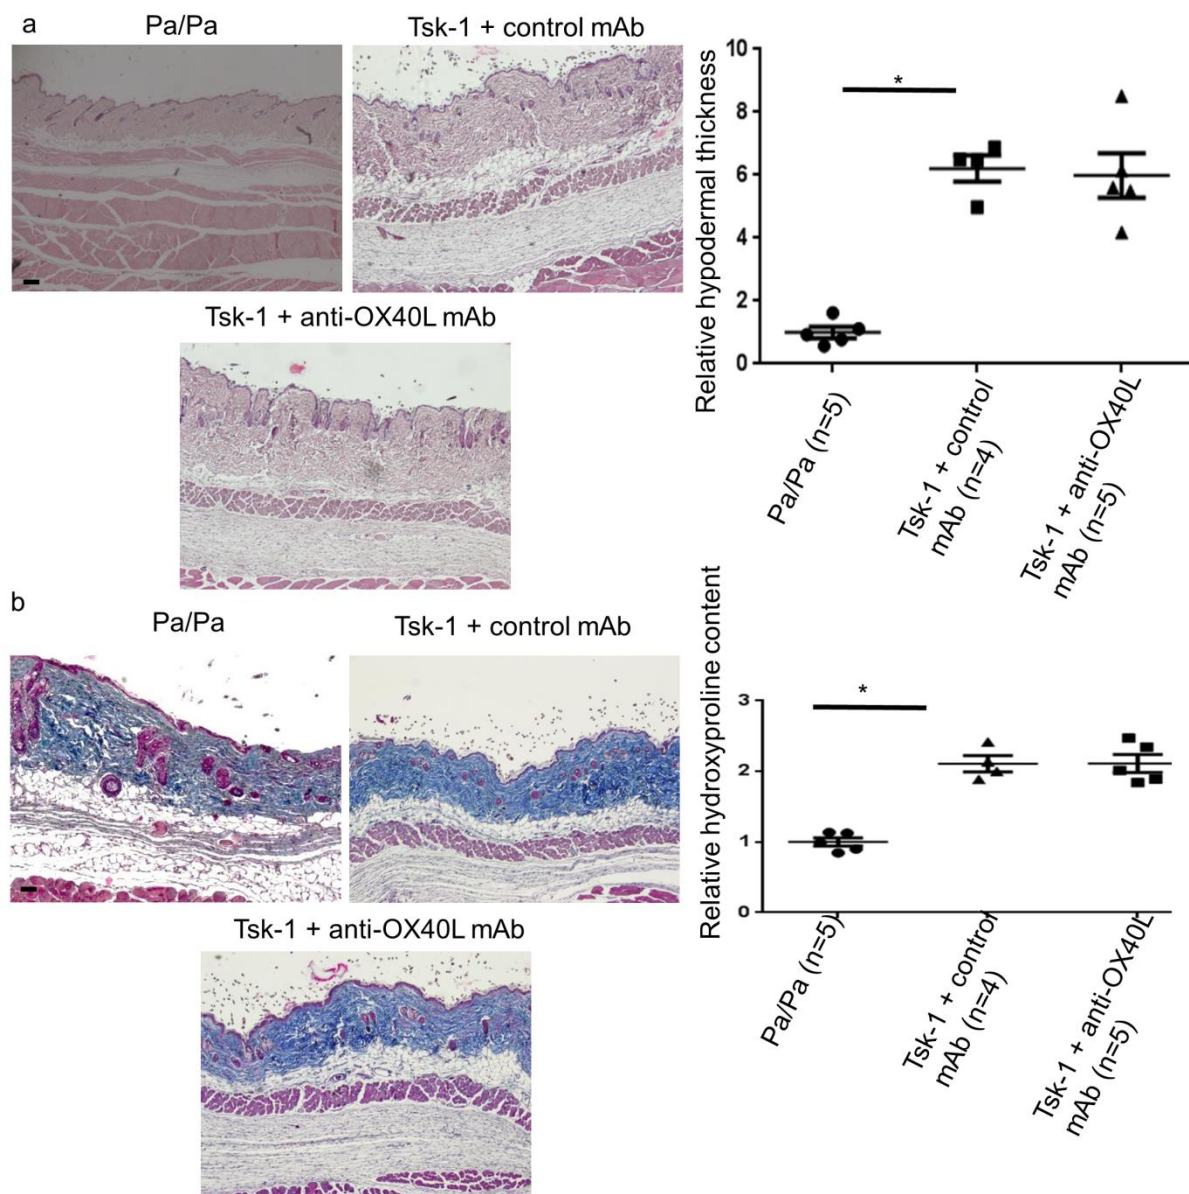 a
Pa/Pa
Tsk-1 + control mAb
Tsk-1 + anti-OX40L mAb
Relative hypodermal thickness
10
8
6
4
2
0
*
Pa/Pa (n=5)
Tsk-1 + control
mAb (n=4)
Tsk-1 + anti-OX40L
mAb (n=5)
b
Pa/Pa
Tsk-1 + control mAb
Tsk-1 + anti-OX40L mAb
Relative hydroxyproline content
3
2
1
0
*
Pa/Pa (n=5)
Tsk-1 + control
mAb (n=4)
Tsk-1 + anti-OX40L
mAb (n=5)